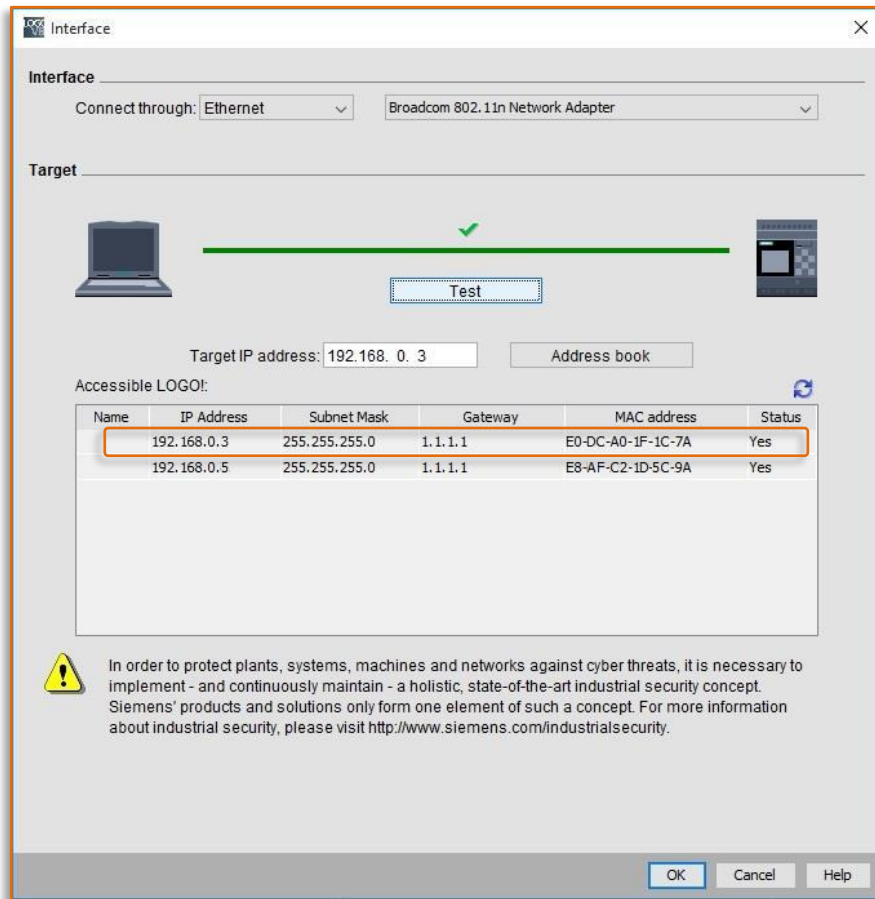 Interface
Interface
Connect through: Ethernet Broadcom 802.11n Network Adapter
Target
Test
Target IP address: 192.168. 0. 3 Address book
Accessible LOGO!:
Name IP Address Subnet Mask Gateway MAC address Status
192.168.0.3 255.255.255.0 1.1.1.1 E0-DC-A0-1F-1C-7A Yes
192.168.0.5 255.255.255.0 1.1.1.1 E8-AF-C2-1D-5C-9A Yes
In order to protect plants, systems, machines and networks against cyber threats, it is necessary to
implement - and continuously maintain - a holistic, state-of-the-art industrial security concept.
Siemens' products and solutions only form one element of such a concept. For more information
about industrial security, please visit http://www.siemens.com/industrialsecurity.
OK Cancel Help